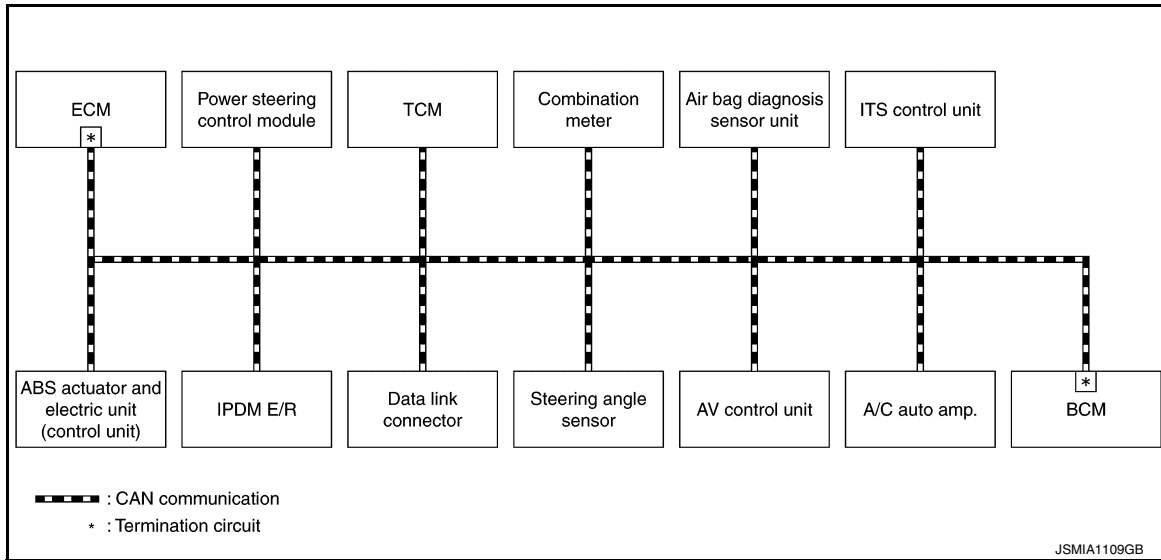 ECM
*
Power steering
control module
TCM
Combination
meter
Air bag diagnosis
sensor unit
ITS control unit
ABS actuator and
electric unit
(control unit)
IPDM E/R
Data link
connector
Steering angle
sensor
AV control unit
A/C auto amp.
*
BCM
: CAN communication
* : Termination circuit
JSMIA1109GB